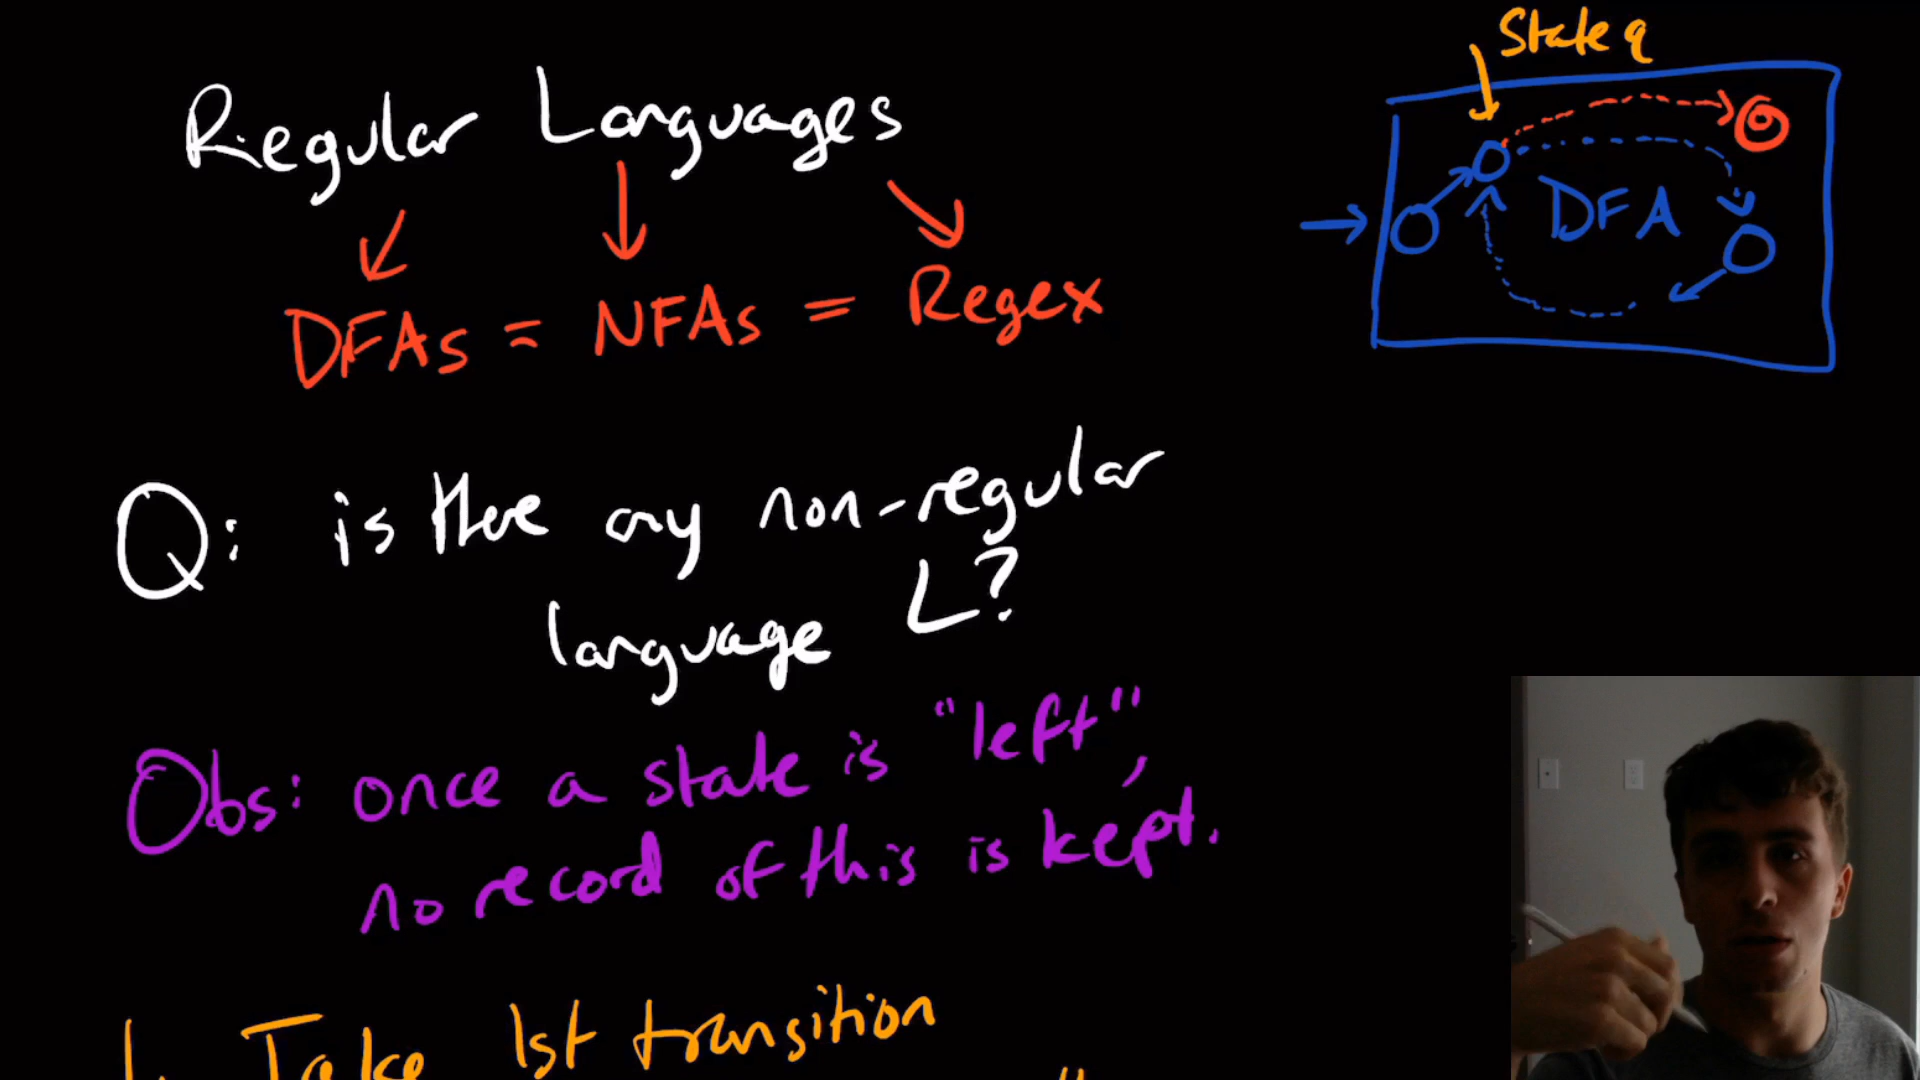 State q
Regular Languages
DFA
DFAs = NFAs = Regex
Q: is there any non-regular
language L?
Obs: once a state is "left",
no record of this is kept.
Take 1st transition